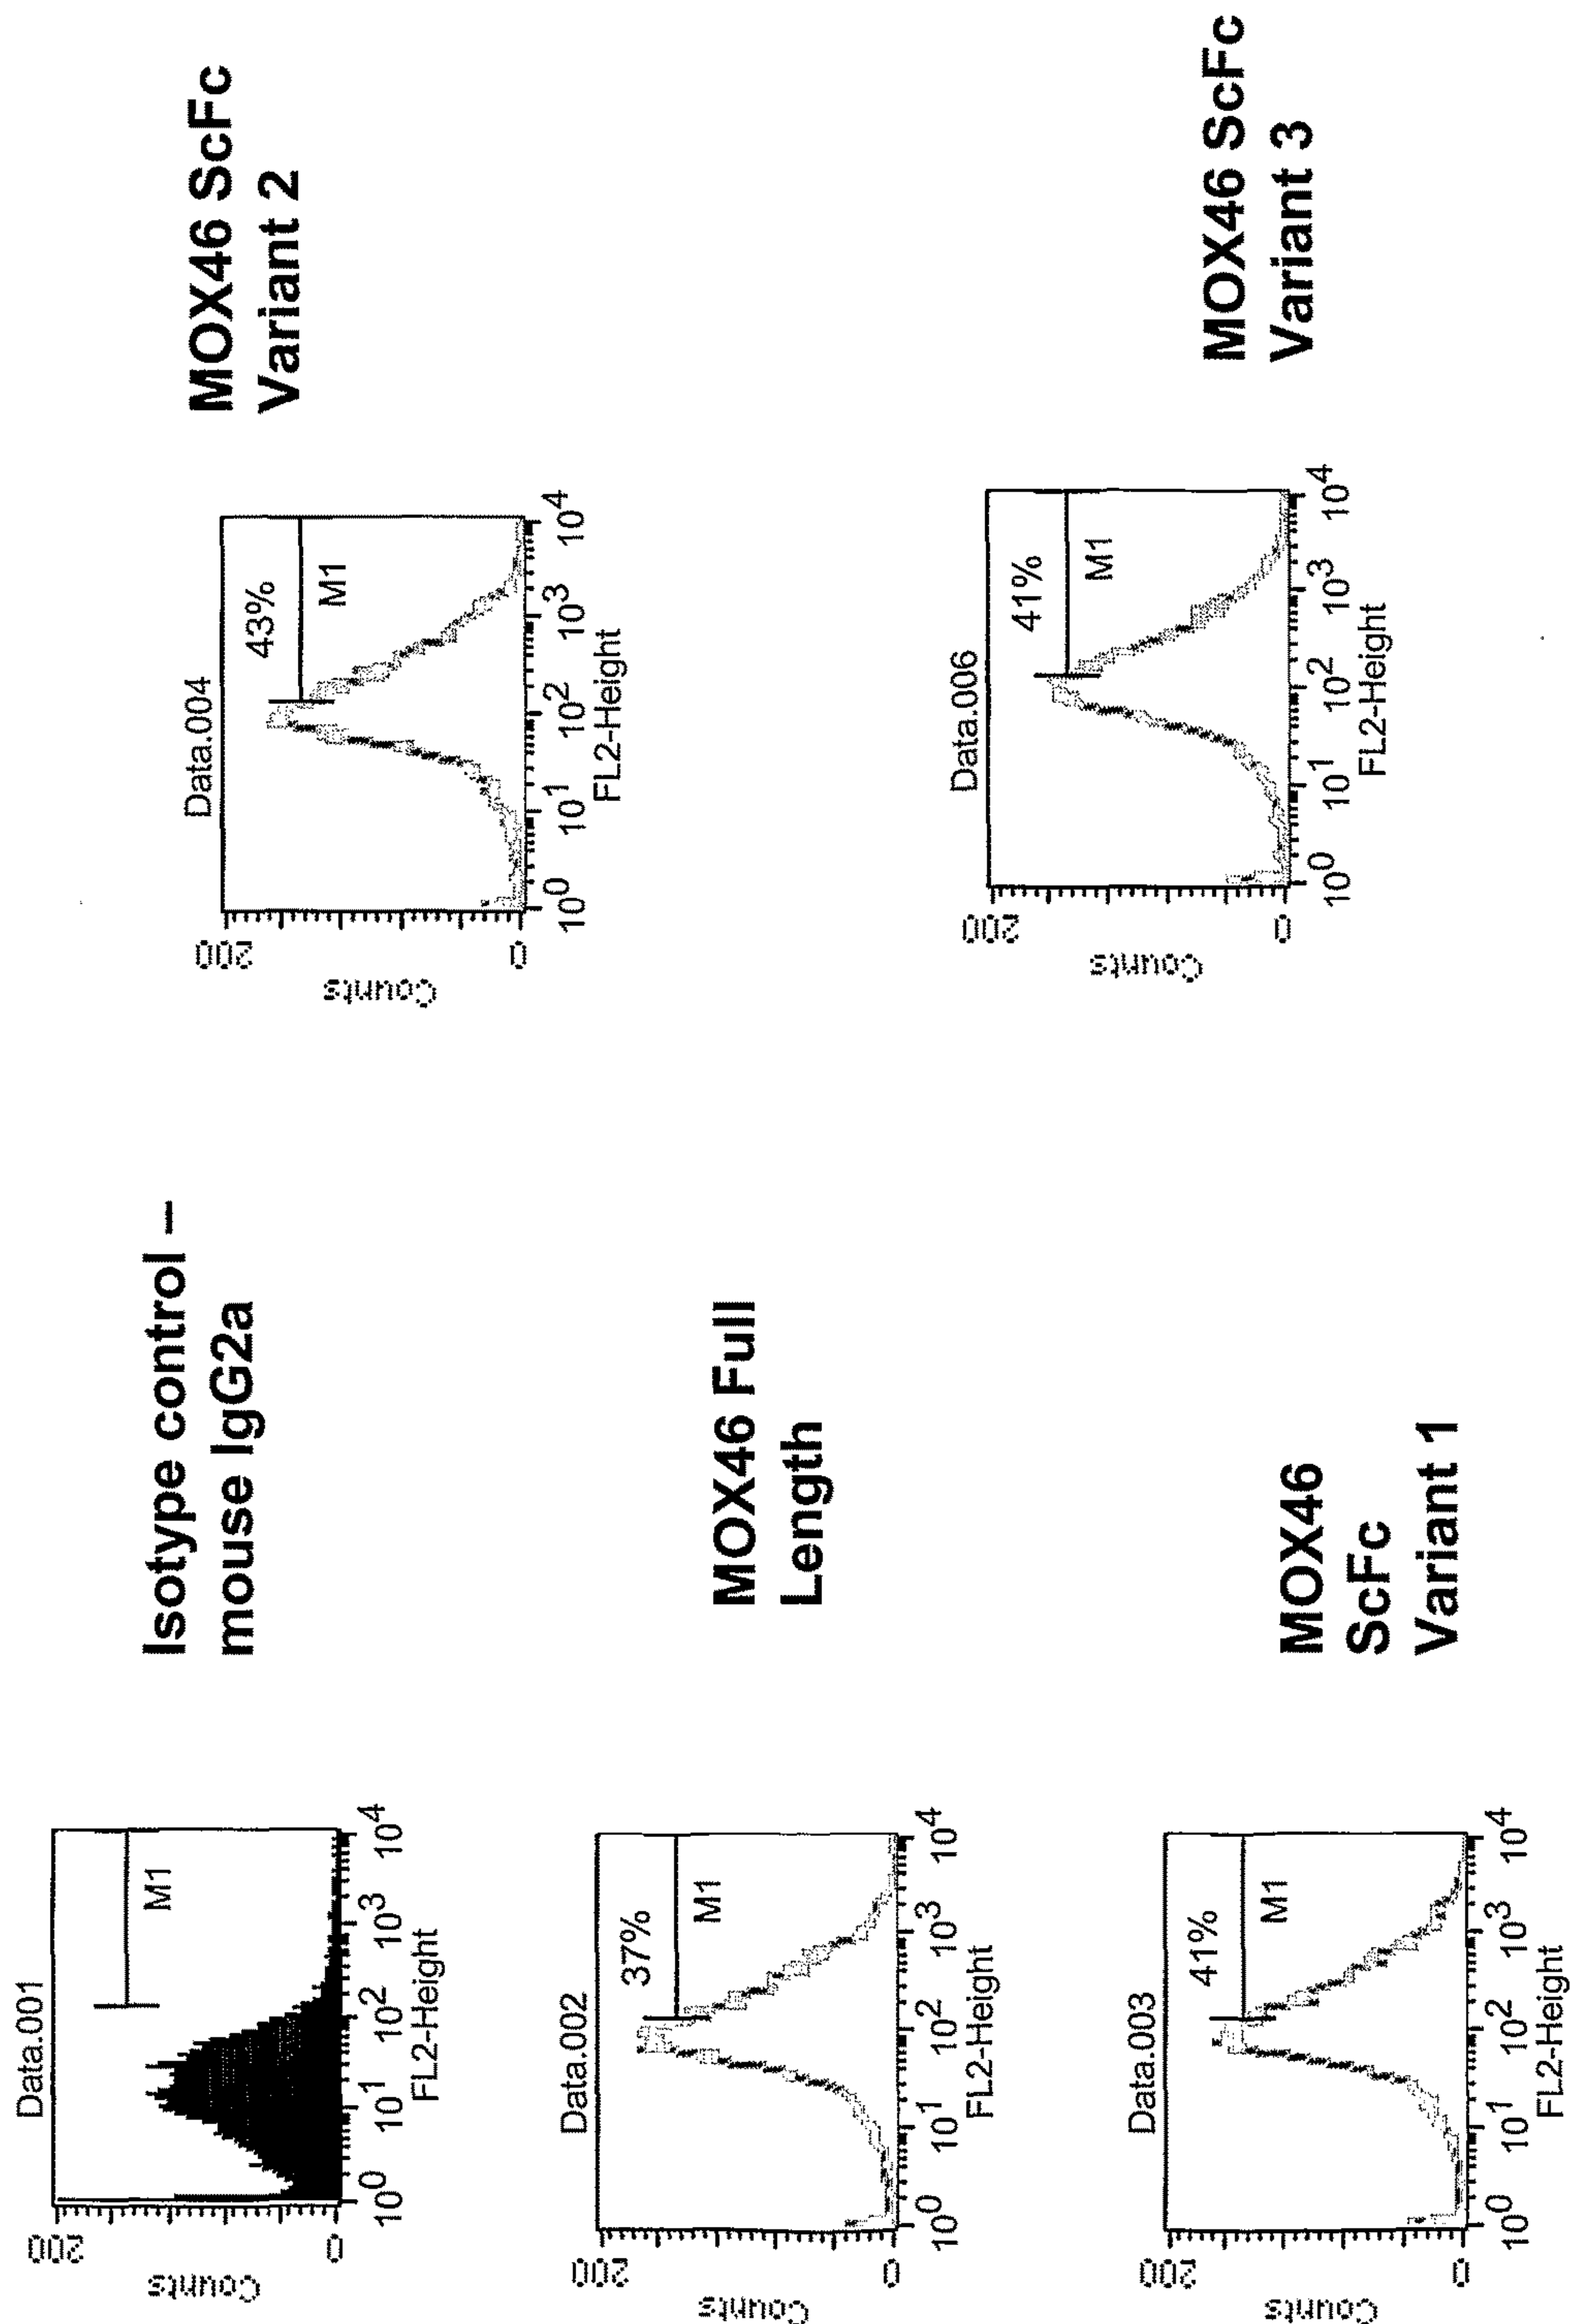 Data.001
200
Counts
0
M1
10^0 10^1 10^2 10^3 10^4
FL2-Height
Isotype control –
mouse IgG2a
Data.004
200
Counts
0
43%
M1
10^0 10^1 10^2 10^3 10^4
FL2-Height
MOX46 ScFc
Variant 2
Data.002
200
Counts
0
37%
M1
10^0 10^1 10^2 10^3 10^4
FL2-Height
MOX46 Full
Length
Data.003
200
Counts
0
41%
M1
10^0 10^1 10^2 10^3 10^4
FL2-Height
MOX46
ScFc
Variant 1
Data.006
200
Counts
0
41%
M1
10^0 10^1 10^2 10^3 10^4
FL2-Height
MOX46 ScFc
Variant 3